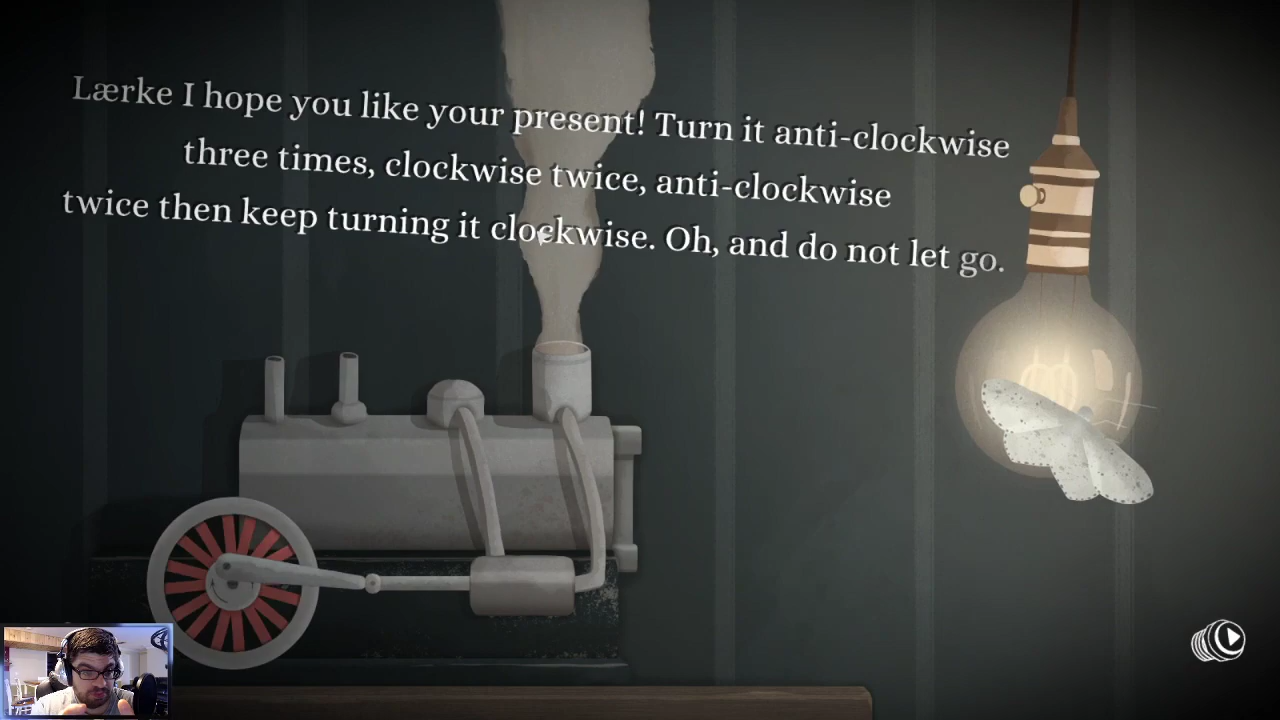 Lærke I hope you like your present! Turn it anti-clockwise
three times, clockwise twice, anti-clockwise
twice then keep turning it clockwise. Oh, and do not let go.